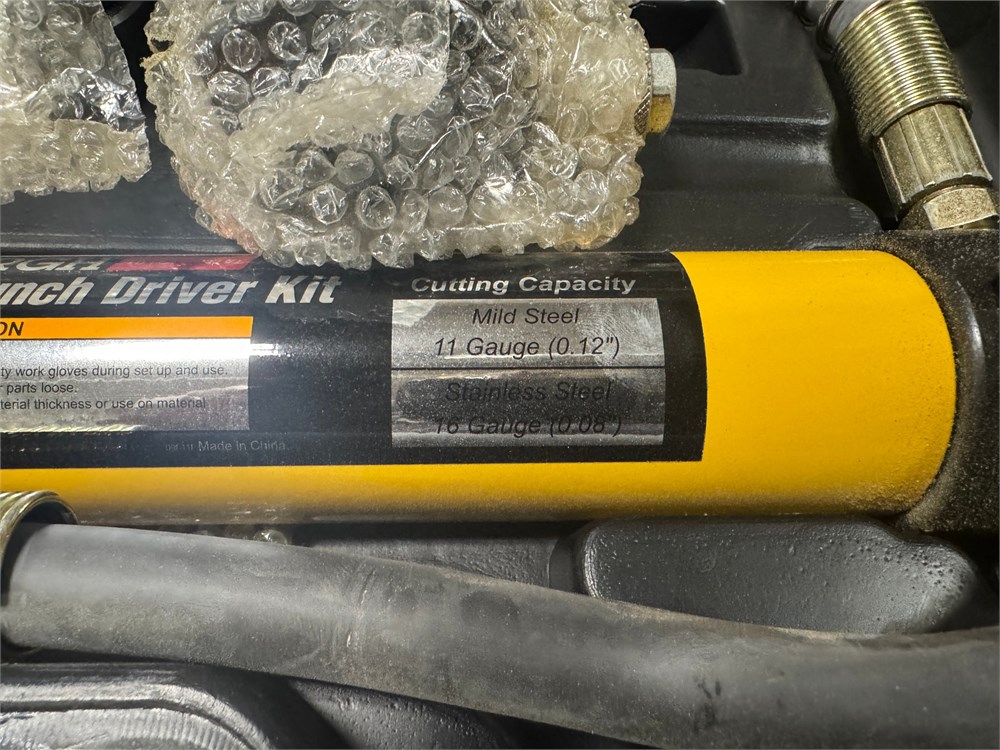 unch Driver Kit
ON
ty work gloves during set up and use.
parts loose.
terial thickness or use on material
Made in China.
Cutting Capacity
Mild Steel
11 Gauge (0.12")
Stainless Steel
16 Gauge (0.08")